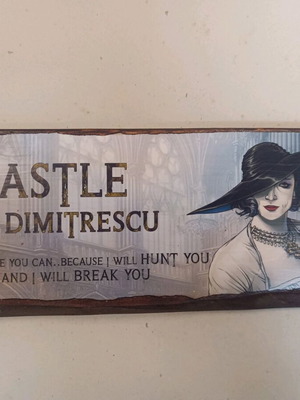 ASTLE
DIMITRESCU
E YOU CAN..BECAUSE I WILL HUNT YOU
AND I WILL BREAK YOU